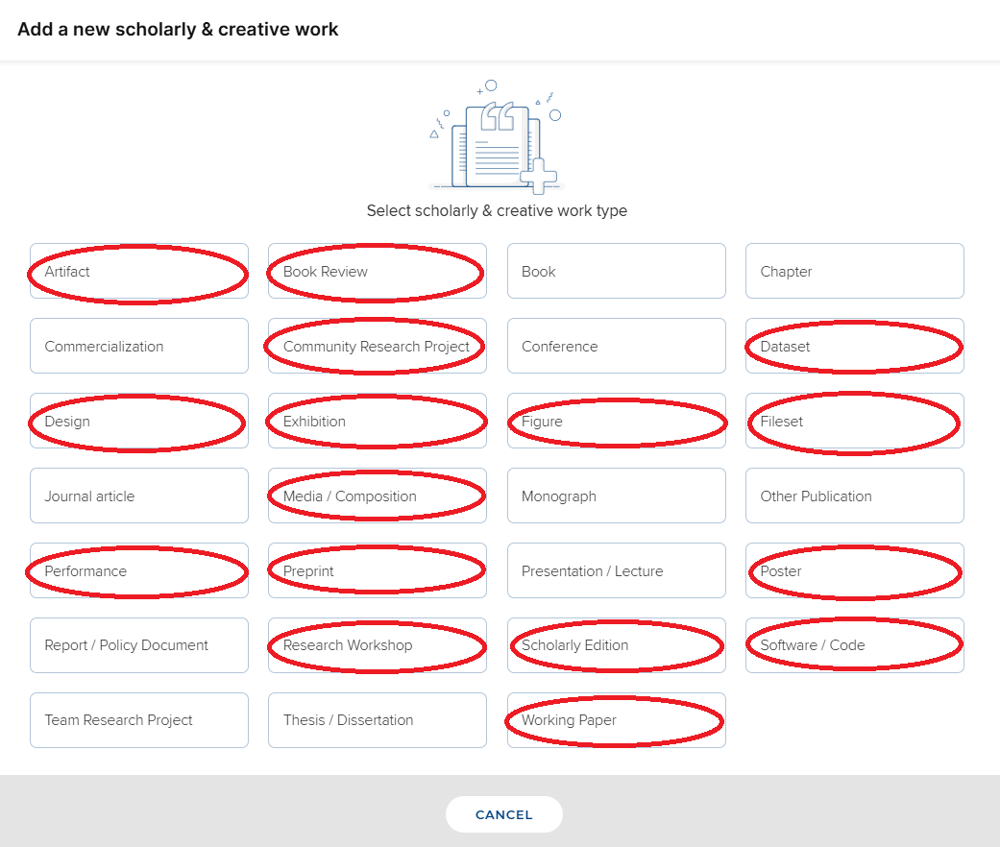 Add a new scholarly & creative work
Select scholarly & creative work type
Artifact
Book Review
Book
Chapter
Commercialization
Community Research Project
Conference
Dataset
Design
Exhibition
Figure
Fileset
Journal article
Media / Composition
Monograph
Other Publication
Performance
Preprint
Presentation / Lecture
Poster
Report / Policy Document
Research Workshop
Scholarly Edition
Software / Code
Team Research Project
Thesis / Dissertation
Working Paper
CANCEL